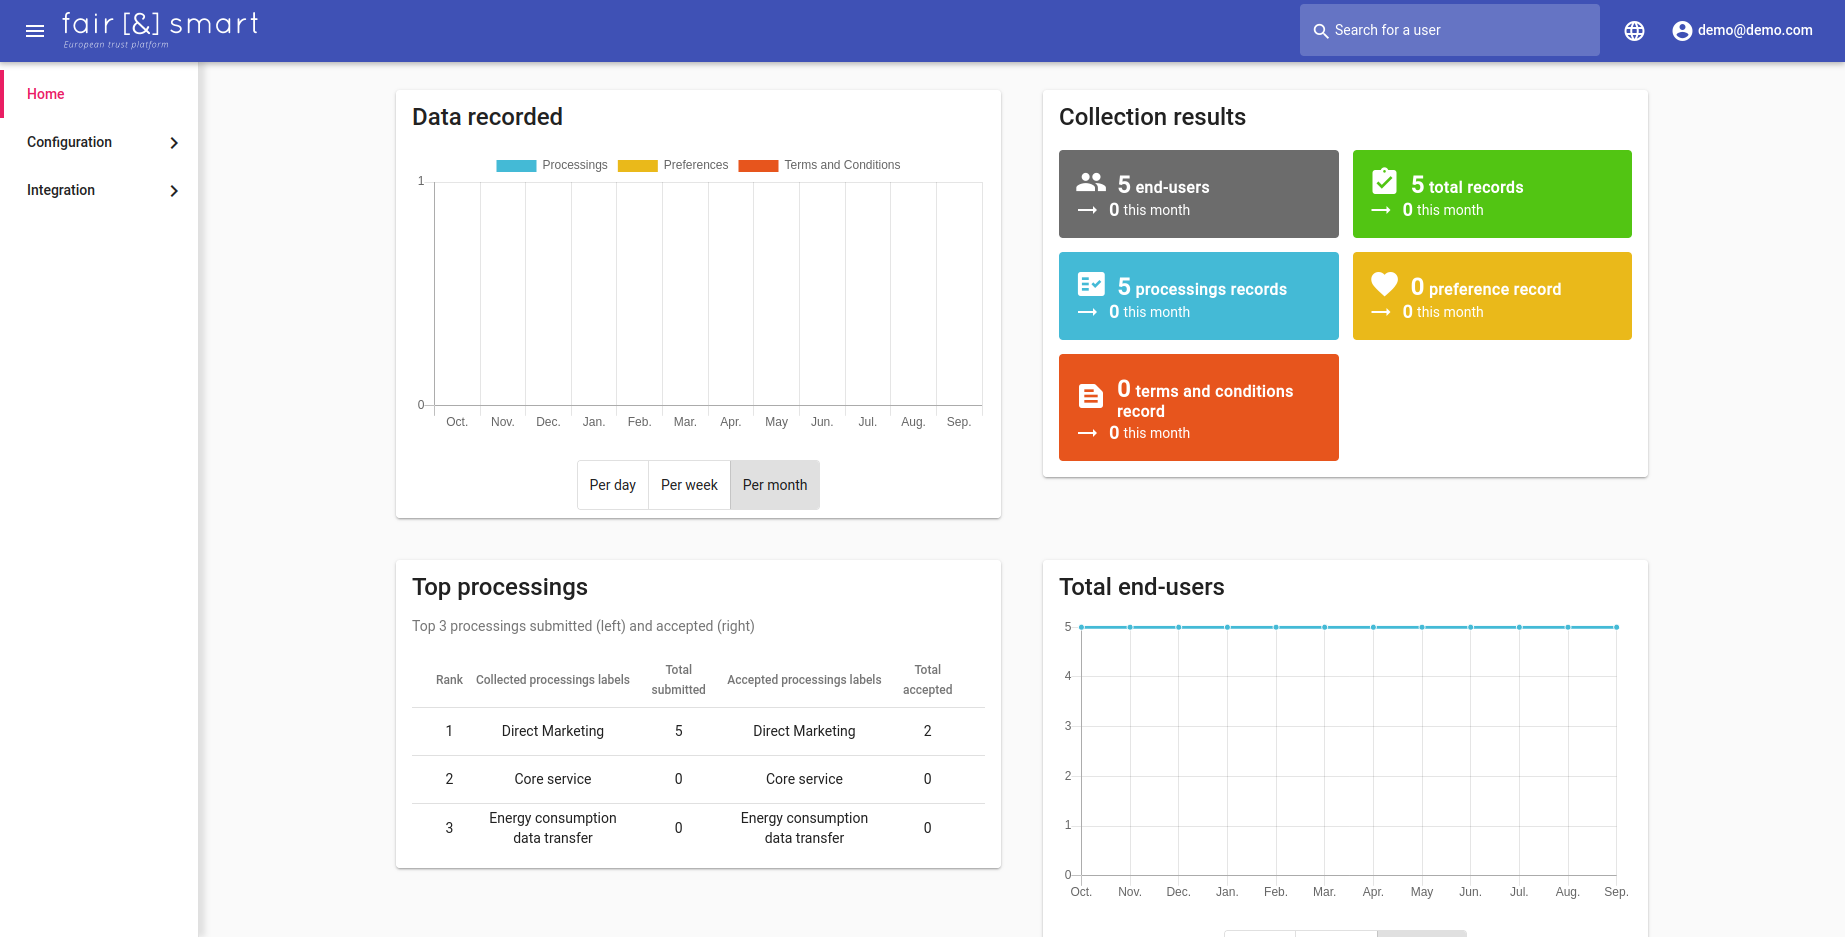 fair [&] smart
European trust platform
Search for a user
demo@demo.com
Home
Configuration
Integration
Data recorded
Processings Preferences Terms and Conditions
1
0
Oct. Nov. Dec. Jan. Feb. Mar. Apr. May Jun. Jul. Aug. Sep.
Per day Per week Per month
Collection results
5 end-users
→ 0 this month
5 total records
→ 0 this month
5 processings records
→ 0 this month
0 preference record
→ 0 this month
0 terms and conditions
record
→ 0 this month
Top processings
Top 3 processings submitted (left) and accepted (right)
Rank Collected processings labels Total submitted Accepted processings labels Total accepted
1 Direct Marketing 5 Direct Marketing 2
2 Core service 0 Core service 0
3 Energy consumption data transfer 0 Energy consumption data transfer 0
Total end-users
5
4
3
2
1
0
Oct. Nov. Dec. Jan. Feb. Mar. Apr. May Jun. Jul. Aug. Sep.